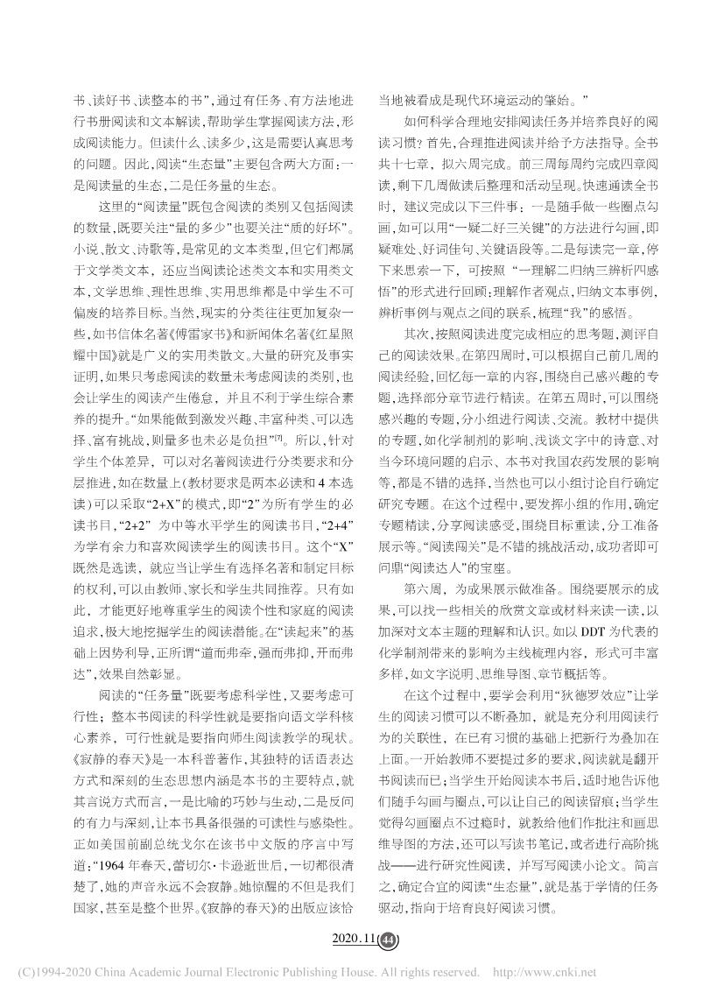 书、读好书、读整本的书”,通过有任务、有方法地进
行书册阅读和文本解读,帮助学生掌握阅读方法,形
成阅读能力。但读什么、读多少,这是需要认真思考
的问题。因此,阅读“生态量”主要包含两大方面:一
是阅读量的生态,二是任务量的生态。
这里的“阅读量”既包含阅读的类别又包括阅读
的数量,既要关注“量的多少”也要关注“质的好坏”。
小说、散文、诗歌等,是常见的文本类型,但它们都属
于文学类文本，还应当阅读论述类文本和实用类文
本,文学思维、理性思维、实用思维都是中学生不可
偏废的培养目标。当然,现实的分类往往更加复杂一
些,如书信体名著《傅雷家书》和新闻体名著《红星照
耀中国》就是广义的实用类散文。大量的研究及事实
证明,如果只考虑阅读的数量未考虑阅读的类别,也
会让学生的阅读产生倦怠，并且不利于学生综合素
养的提升。“如果能做到激发兴趣、丰富种类、可以选
择、富有挑战,则量多也未必是负担”[7]。所以,针对
学生个体差异，可以对名著阅读进行分类要求和分
层推进,如在数量上(教材要求是两本必读和 4 本选
读)可以采取“2+X”的模式,即“2”为所有学生的必
读书目,“2+2” 为中等水平学生的阅读书目,“2+4”
为学有余力和喜欢阅读学生的阅读书目。这个“X”
既然是选读，就应当让学生有选择名著和制定目标
的权利,可以由教师、家长和学生共同推荐。只有如
此，才能更好地尊重学生的阅读个性和家庭的阅读
追求,极大地挖掘学生的阅读潜能。在“读起来”的基
础上因势利导,正所谓“道而弗牵,强而弗抑,开而弗
达”,效果自然彰显。
阅读的“任务量”既要考虑科学性,又要考虑可
行性；整本书阅读的科学性就是要指向语文学科核
心素养，可行性就是要指向师生阅读教学的现状。
《寂静的春天》是一本科普著作,其独特的话语表达
方式和深刻的生态思想内涵是本书的主要特点,就
其言说方式而言,一是比喻的巧妙与生动,二是反问
的有力与深刻,让本书具备很强的可读性与感染性。
正如美国前副总统戈尔在该书中文版的序言中写
道:“1964 年春天,蕾切尔·卡逊逝世后,一切都很清
楚了,她的声音永远不会寂静。她惊醒的不但是我们
国家,甚至是整个世界。《寂静的春天》的出版应该恰
当地被看成是现代环境运动的肇始。”
如何科学合理地安排阅读任务并培养良好的阅
读习惯？首先,合理推进阅读并给予方法指导。全书
共十七章，拟六周完成。前三周每周约完成四章阅
读,剩下几周做读后整理和活动呈现。快速通读全书
时，建议完成以下三件事：一是随手做一些圈点勾
画,如可以用“一疑二好三关键”的方法进行勾画,即
疑难处、好词佳句、关键语段等。二是每读完一章,停
下来思索一下，可按照 “一理解二归纳三辨析四感
悟”的形式进行回顾:理解作者观点,归纳文本事例,
辨析事例与观点之间的联系,梳理“我”的感悟。
其次,按照阅读进度完成相应的思考题,测评自
己的阅读效果。在第四周时,可以根据自己前几周的
阅读经验,回忆每一章的内容,围绕自己感兴趣的专
题,选择部分章节进行精读。在第五周时,可以围绕
感兴趣的专题,分小组进行阅读、交流。教材中提供
的专题,如化学制剂的影响、浅谈文字中的诗意、对
当今环境问题的启示、本书对我国农药发展的影响
等,都是不错的选择,当然也可以小组讨论自行确定
研究专题。在这个过程中,要发挥小组的作用,确定
专题精读,分享阅读感受,围绕目标重读,分工准备
展示等。“阅读闯关”是不错的挑战活动,成功者即可
问鼎“阅读达人”的宝座。
第六周，为成果展示做准备。围绕要展示的成
果,可以找一些相关的欣赏文章或材料来读一读,以
加深对文本主题的理解和认识。如以 DDT 为代表的
化学制剂带来的影响为主线梳理内容，形式可丰富
多样,如文字说明、思维导图、章节概括等。
在这个过程中,要学会利用“狄德罗效应”让学
生的阅读习惯可以不断叠加，就是充分利用阅读行
为的关联性，在已有习惯的基础上把新行为叠加在
上面。一开始教师不要提过多的要求,阅读就是翻开
书阅读而已;当学生开始阅读本书后,适时地告诉他
们随手勾画与圈点,可以让自己的阅读留痕;当学生
觉得勾画圈点不过瘾时，就教给他们作批注和画思
维导图的方法,还可以写读书笔记,或者进行高阶挑
战——进行研究性阅读，并写写阅读小论文。简言
之,确定合宜的阅读“生态量”,就是基于学情的任务
驱动,指向于培育良好阅读习惯。
2020.11 44
(C)1994-2020 China Academic Journal Electronic Publishing House. All rights reserved. http://www.cnki.net